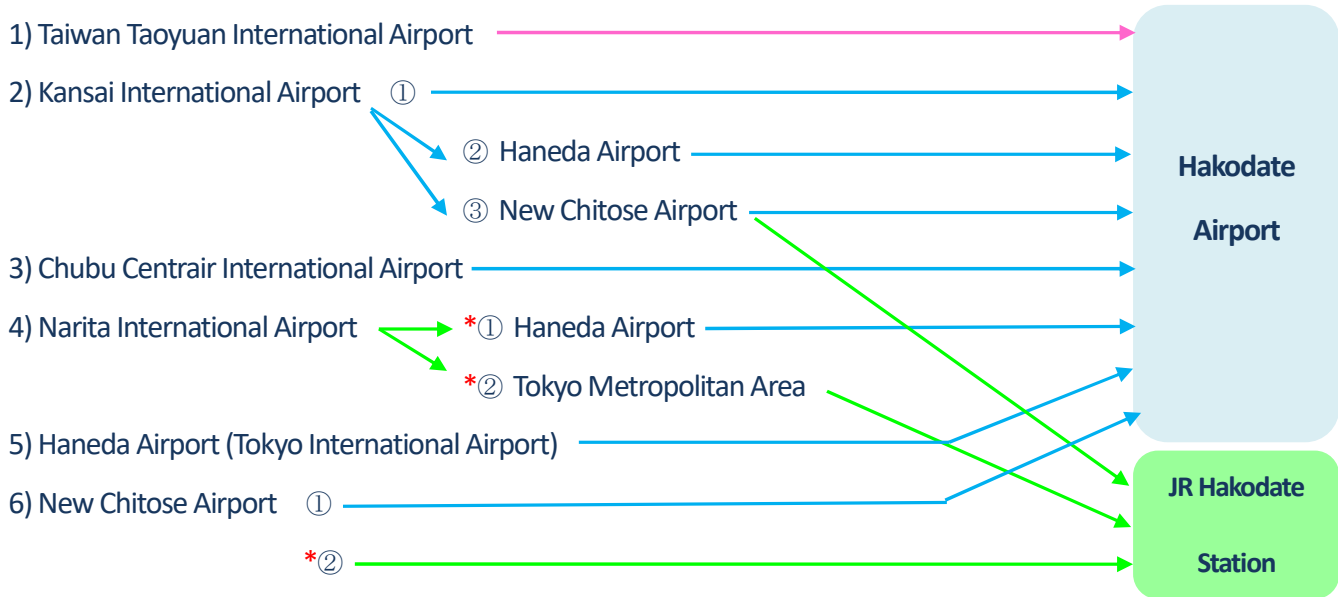 1) Taiwan Taoyuan International Airport
2) Kansai International Airport ①
② Haneda Airport
③ New Chitose Airport
3) Chubu Centrair International Airport
4) Narita International Airport *① Haneda Airport
*② Tokyo Metropolitan Area
5) Haneda Airport (Tokyo International Airport)
6) New Chitose Airport ①
*②
Hakodate
Airport
JR Hakodate
Station